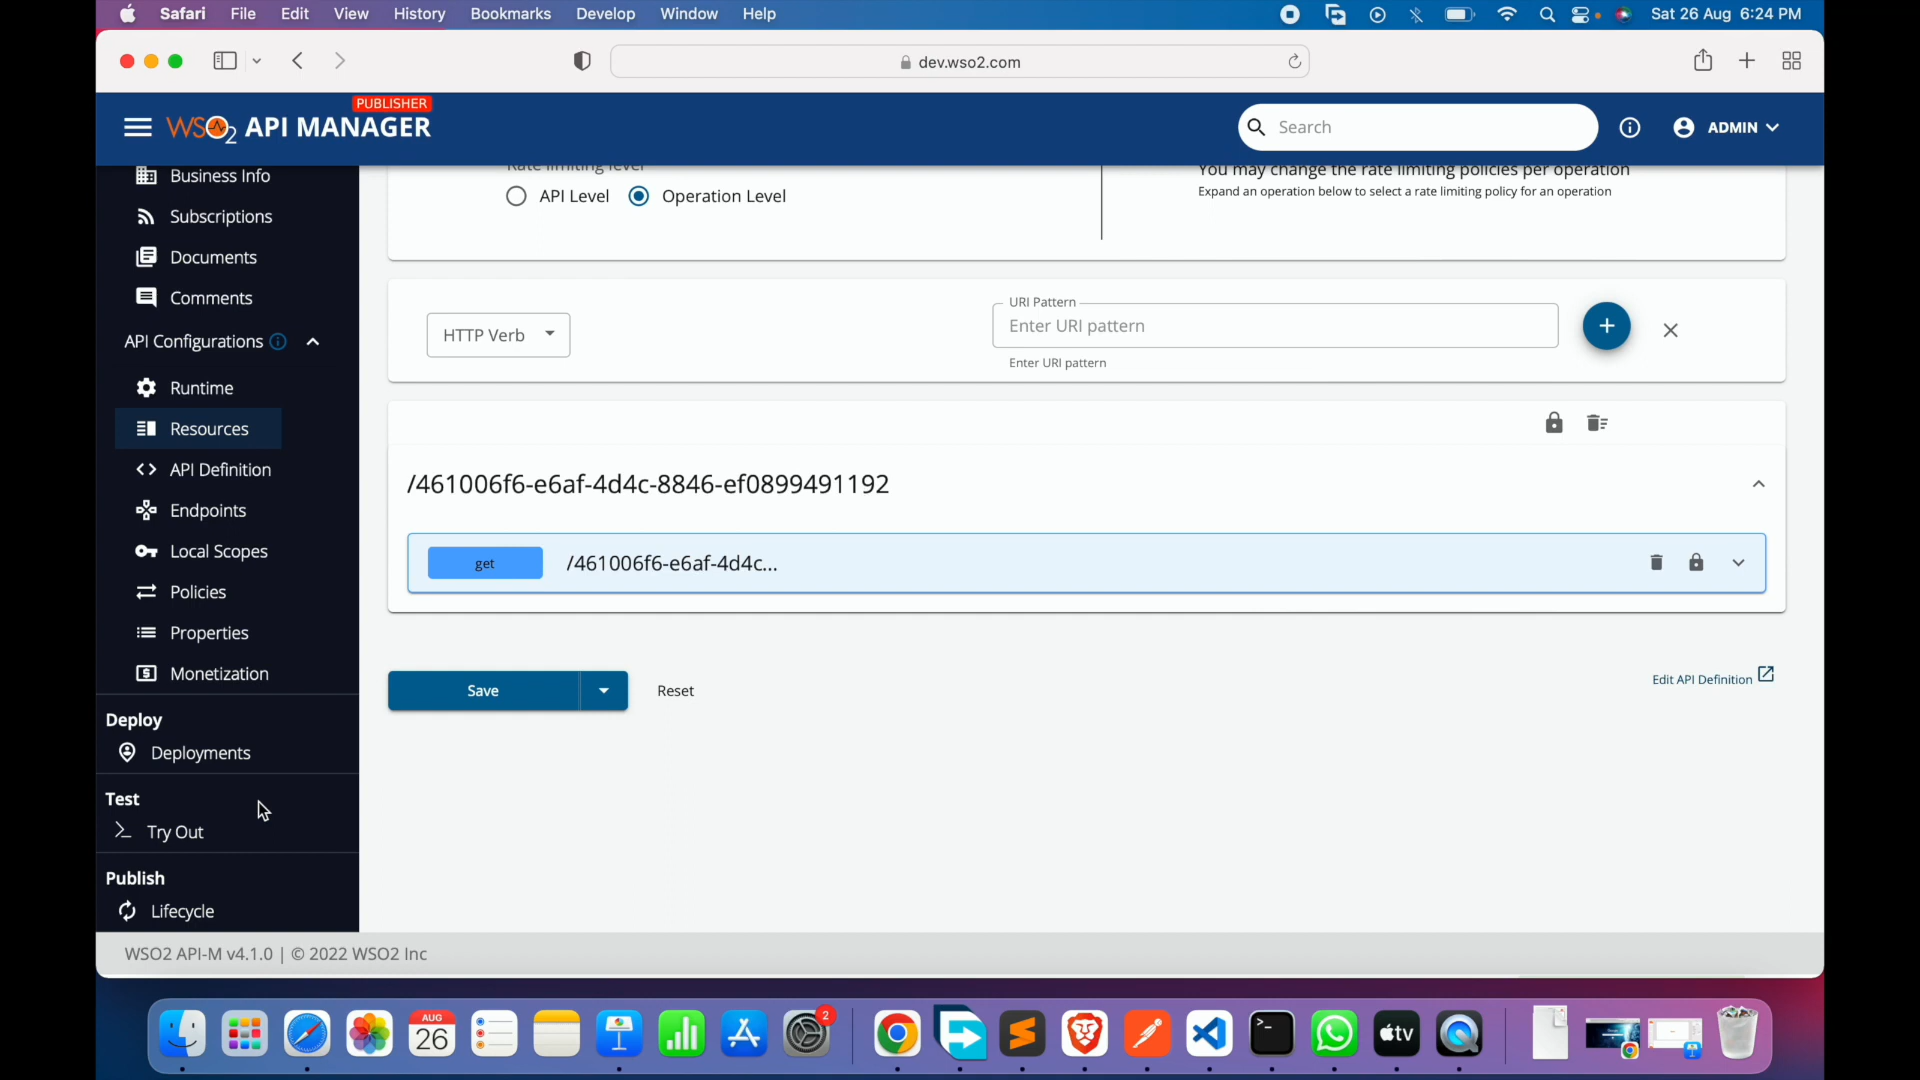 Safari File Edit View History Bookmarks Develop Window Help
Sat 26 Aug 6:24 PM
dev.wso2.com
PUBLISHER
WSO2 API MANAGER
Search
ADMIN
Business Info
Subscriptions
Documents
Comments
API Configurations
Runtime
Resources
API Definition
Endpoints
Local Scopes
Policies
Properties
Monetization
Deploy
Deployments
Test
Try Out
Publish
Lifecycle
Rate limiting level
API Level Operation Level
You may change the rate limiting policies per operation
Expand an operation below to select a rate limiting policy for an operation
HTTP Verb
URI Pattern
Enter URI pattern
Enter URI pattern
/461006f6-e6af-4d4c-8846-ef0899491192
get /461006f6-e6af-4d4c...
Save Reset
Edit API Definition
WSO2 API-M v4.1.0 | © 2022 WSO2 Inc
AUG
26
2
tv